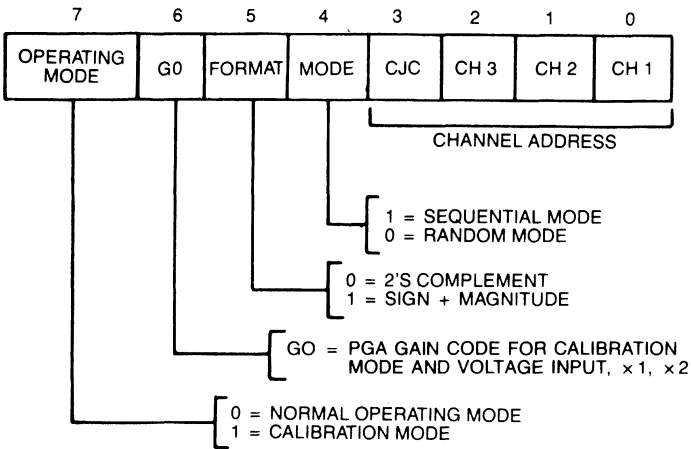 7 6 5 4 3 2 1 0
OPERATING MODE G0 FORMAT MODE CJC CH 3 CH 2 CH 1
CHANNEL ADDRESS
1 = SEQUENTIAL MODE
0 = RANDOM MODE
0 = 2'S COMPLEMENT
1 = SIGN + MAGNITUDE
GO = PGA GAIN CODE FOR CALIBRATION
MODE AND VOLTAGE INPUT, ×1, ×2
0 = NORMAL OPERATING MODE
1 = CALIBRATION MODE